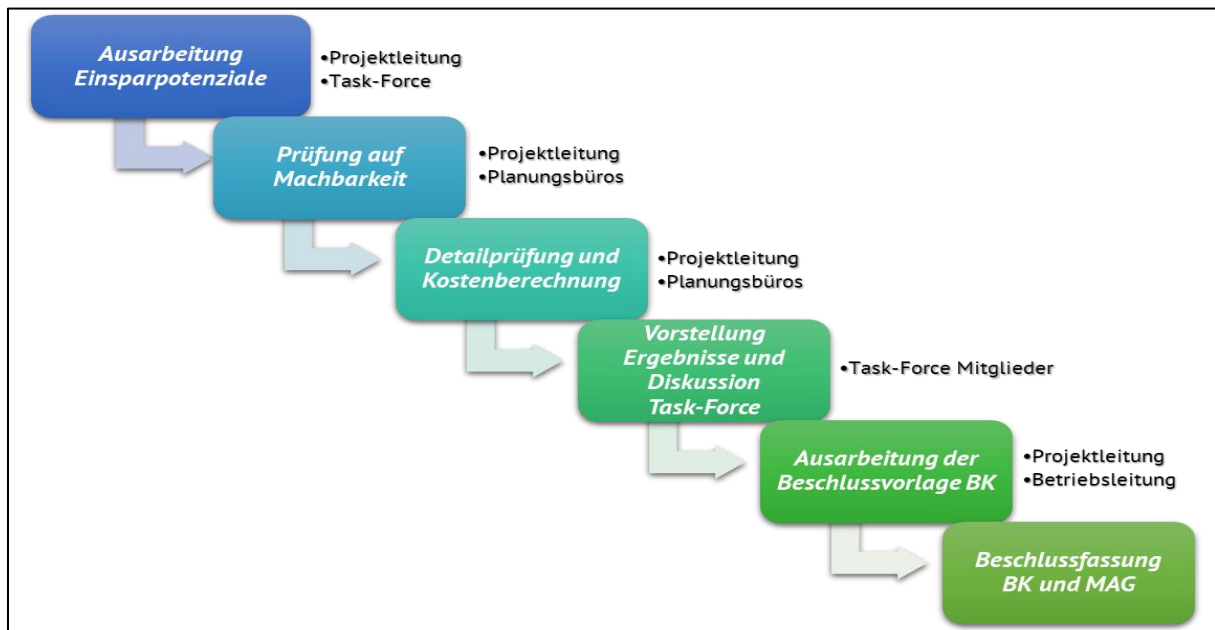 Ausarbeitung
Einsparpotenziale
•Projektleitung
•Task-Force
Prüfung auf
Machbarkeit
•Projektleitung
•Planungsbüros
Detailprüfung und
Kostenberechnung
•Projektleitung
•Planungsbüros
Vorstellung
Ergebnisse und
Diskussion
Task-Force
•Task-Force Mitglieder
Ausarbeitung der
Beschlussvorlage BK
•Projektleitung
•Betriebsleitung
Beschlussfassung
BK und MAG